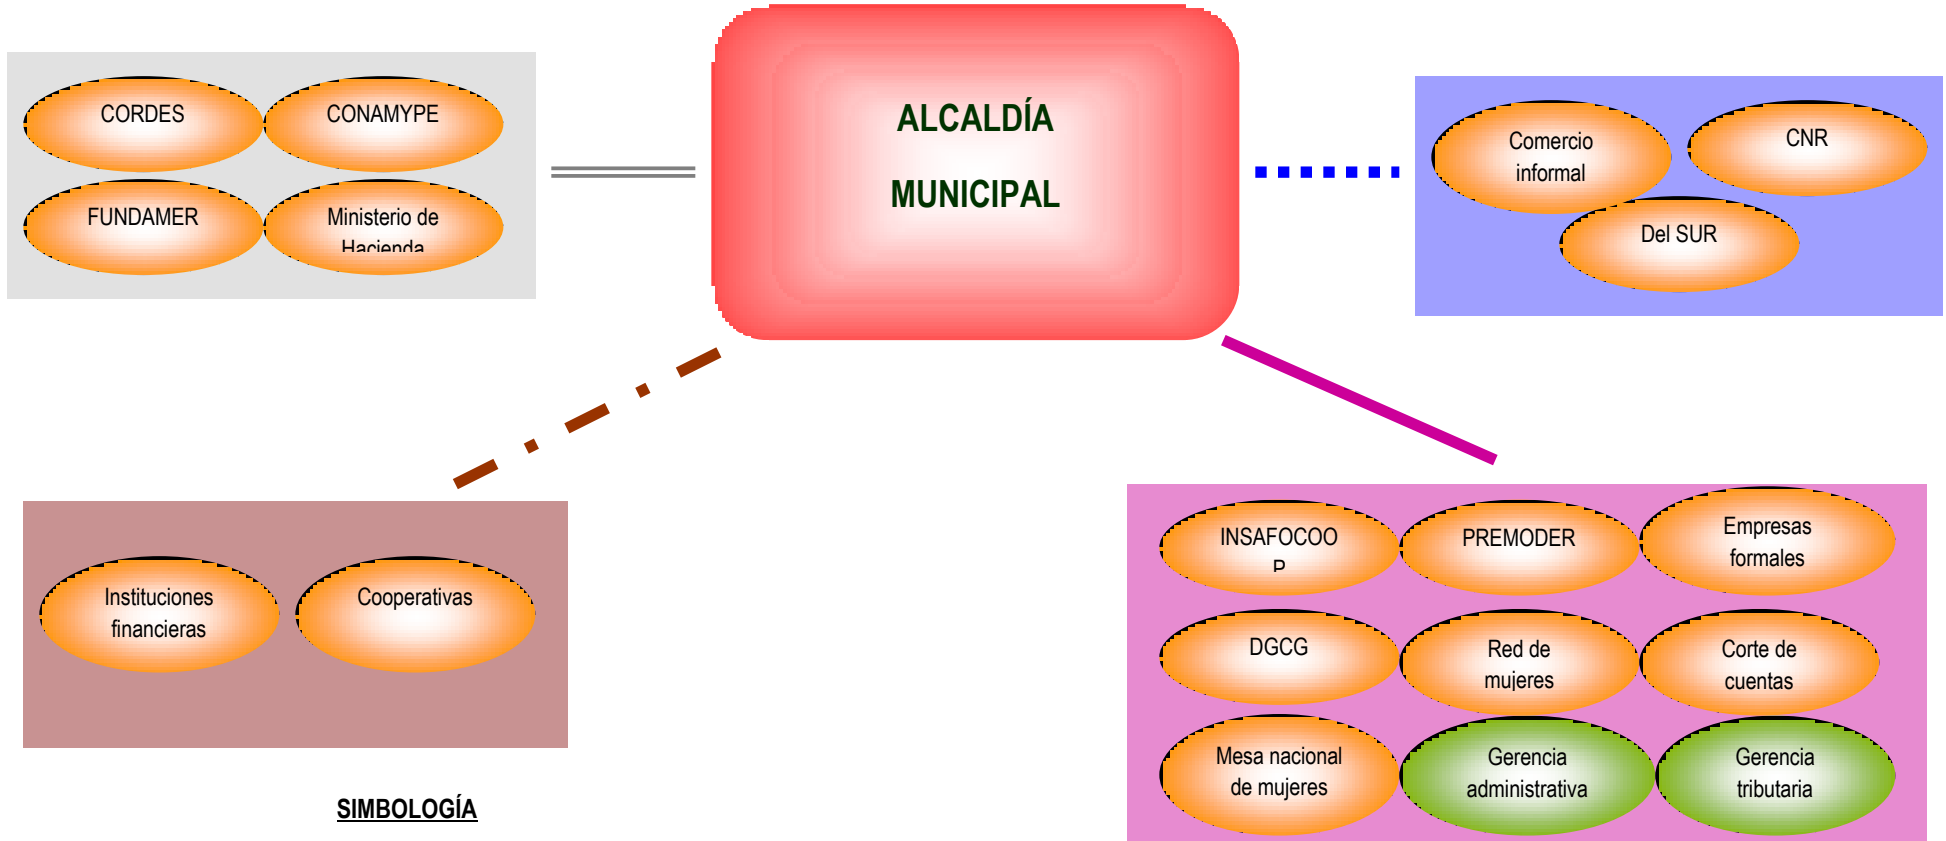 ALCALDÍA
MUNICIPAL
CORDES
CONAMYPE
FUNDAMER
Ministerio de
Hacienda
Comercio
informal
CNR
Del SUR
Instituciones
financieras
Cooperativas
INSAFOCOO
P
PREMODER
Empresas
formales
DGCG
Red de
mujeres
Corte de
cuentas
Mesa nacional
de mujeres
Gerencia
administrativa
Gerencia
tributaria
SIMBOLOGÍA